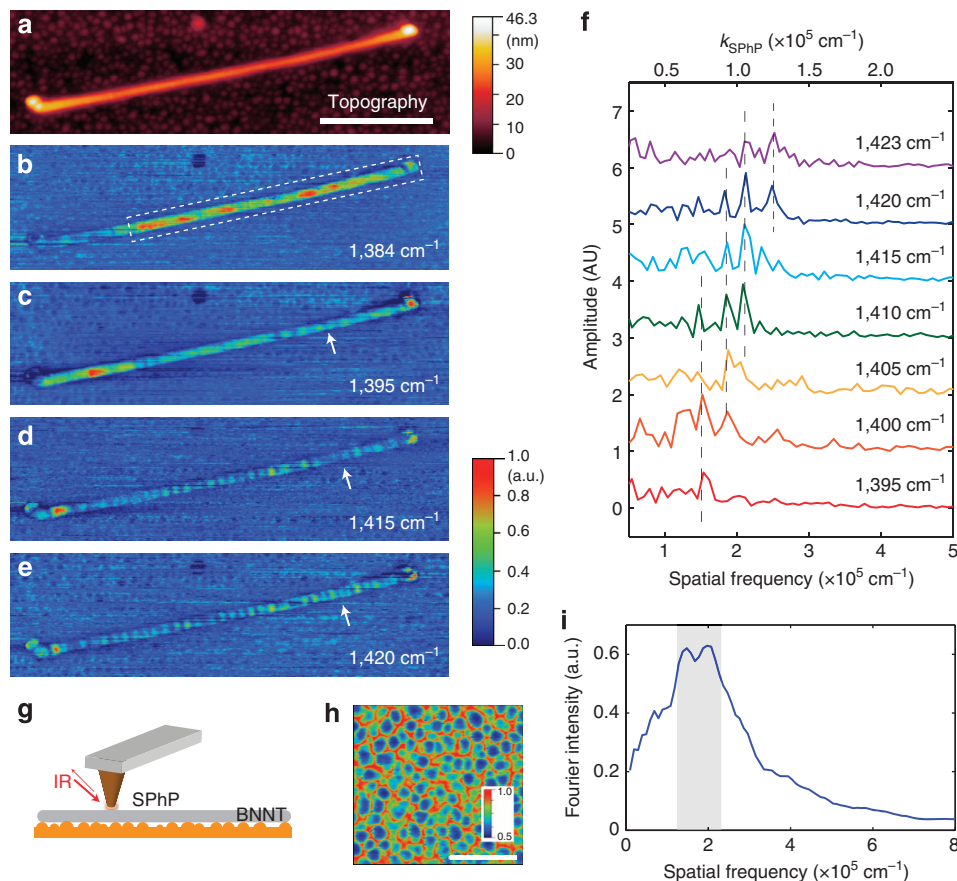 a
Topography
46.3
(nm)
30
20
10
0
b
1,384 cm⁻¹
c
1,395 cm⁻¹
d
1,415 cm⁻¹
1.0
(a.u.)
0.8
0.6
0.4
0.2
0.0
e
1,420 cm⁻¹
f
k_SPhP (×10⁵ cm⁻¹)
0.5 1.0 1.5 2.0
Amplitude (AU)
7
6
5
4
3
2
1
0
1,423 cm⁻¹
1,420 cm⁻¹
1,415 cm⁻¹
1,410 cm⁻¹
1,405 cm⁻¹
1,400 cm⁻¹
1,395 cm⁻¹
1 2 3 4 5
Spatial frequency (×10⁵ cm⁻¹)
g
IR
SPhP
BNNT
h
1.0
0.5
i
Fourier intensity (a.u.)
0.6
0.4
0.2
0
0 2 4 6 8
Spatial frequency (×10⁵ cm⁻¹)